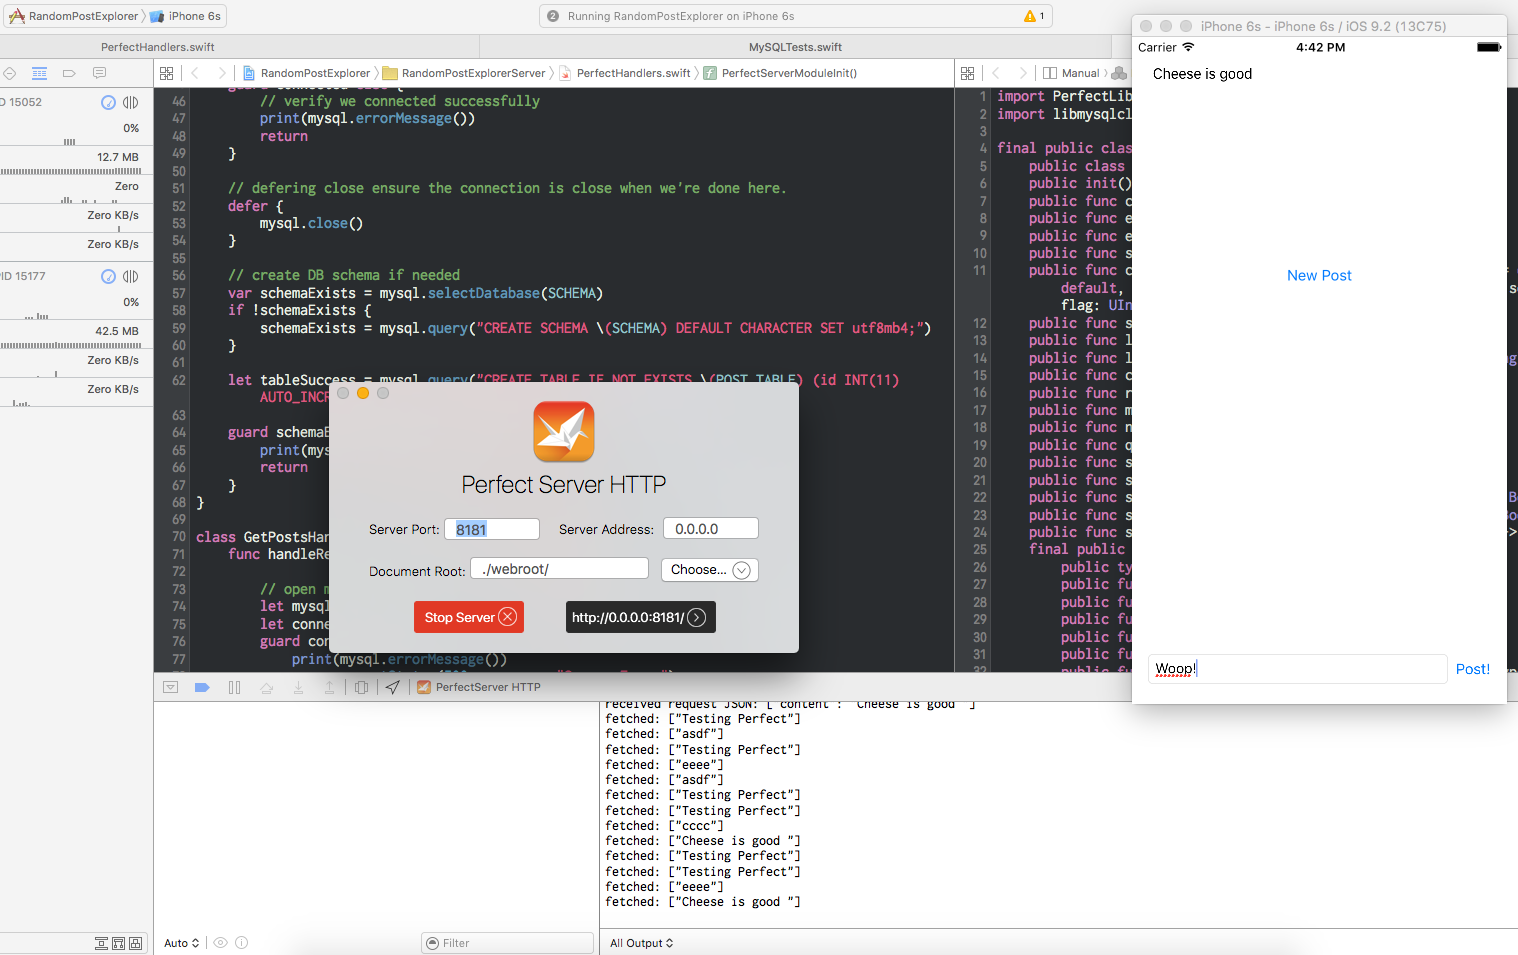 RandomPostExplorer
iPhone 6s
2 Running RandomPostExplorer on iPhone 6s
1
PerfectHandlers.swift
MySQLTests.swift
RandomPostExplorer
RandomPostExplorerServer
PerfectHandlers.swift
PerfectServerModuleInit()
Manual
D 15052
0%
12.7 MB
Zero
Zero KB/s
Zero KB/s
PID 15177
0%
42.5 MB
Zero KB/s
Zero KB/s
46 // verify we connected successfully
47 print(mysql.errorMessage())
48 return
49 }
50
51 // defering close ensure the connection is close when we're done here.
52 defer {
53 mysql.close()
54 }
55
56 // create DB schema if needed
57 var schemaExists = mysql.selectDatabase(SCHEMA)
58 if !schemaExists {
59 schemaExists = mysql.query("CREATE SCHEMA \(SCHEMA) DEFAULT CHARACTER SET utf8mb4;")
60 }
61
62 let tableSuccess = mysql.query("CREATE TABLE IF NOT EXISTS \(POST_TABLE) (id INT(11)
AUTO_INCR
63
64 guard schemaE
65 print(mys
66 return
67 }
68 }
69
70 class GetPostsHan
71 func handleRe
72
73 // open m
74 let mysql
75 let conne
76 guard con
77 print(mysql.errorMessage())
Perfect Server HTTP
Server Port: 8181
Server Address: 0.0.0.0
Document Root: ./webroot/
Choose...
Stop Server
http://0.0.0.0:8181/
1 import PerfectLib
2 import libmysqlcl
3
4 final public clas
5 public class
6 public init()
7 public func c
8 public func e
9 public func e
10 public func s
11 public func c
default,
flag: UIn
12 public func s
13 public func l
14 public func l
15 public func c
16 public func r
17 public func m
18 public func n
19 public func q
20 public func s
21 public func s
22 public func s
23 public func s
24 public func s
25 final public
26 public ty
27 public fu
28 public fu
29 public fu
30 public fu
31 public fu
32 public fu
iPhone 6s - iPhone 6s / iOS 9.2 (13C75)
Carrier
4:42 PM
Cheese is good
New Post
Woop!
Post!
PerfectServer HTTP
received request JSON: ["content": "Cheese is good "]
fetched: ["Testing Perfect"]
fetched: ["asdf"]
fetched: ["Testing Perfect"]
fetched: ["eeee"]
fetched: ["asdf"]
fetched: ["Testing Perfect"]
fetched: ["Testing Perfect"]
fetched: ["cccc"]
fetched: ["Cheese is good "]
fetched: ["Testing Perfect"]
fetched: ["Testing Perfect"]
fetched: ["eeee"]
fetched: ["Cheese is good "]
Auto
Filter
All Output